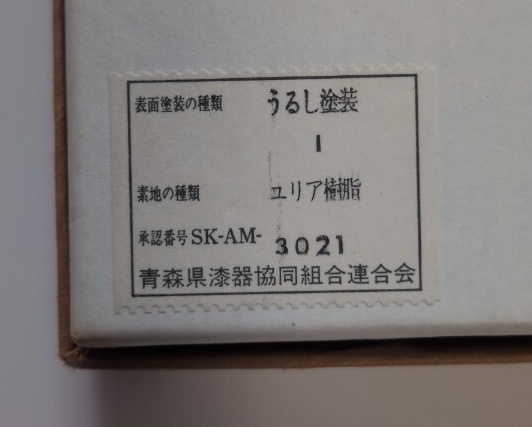 表面塗装の種類 うるし塗装
1
素地の種類 ユリア樹脂
承認番号 SK-AM-3021
青森県漆器協同組合連合会